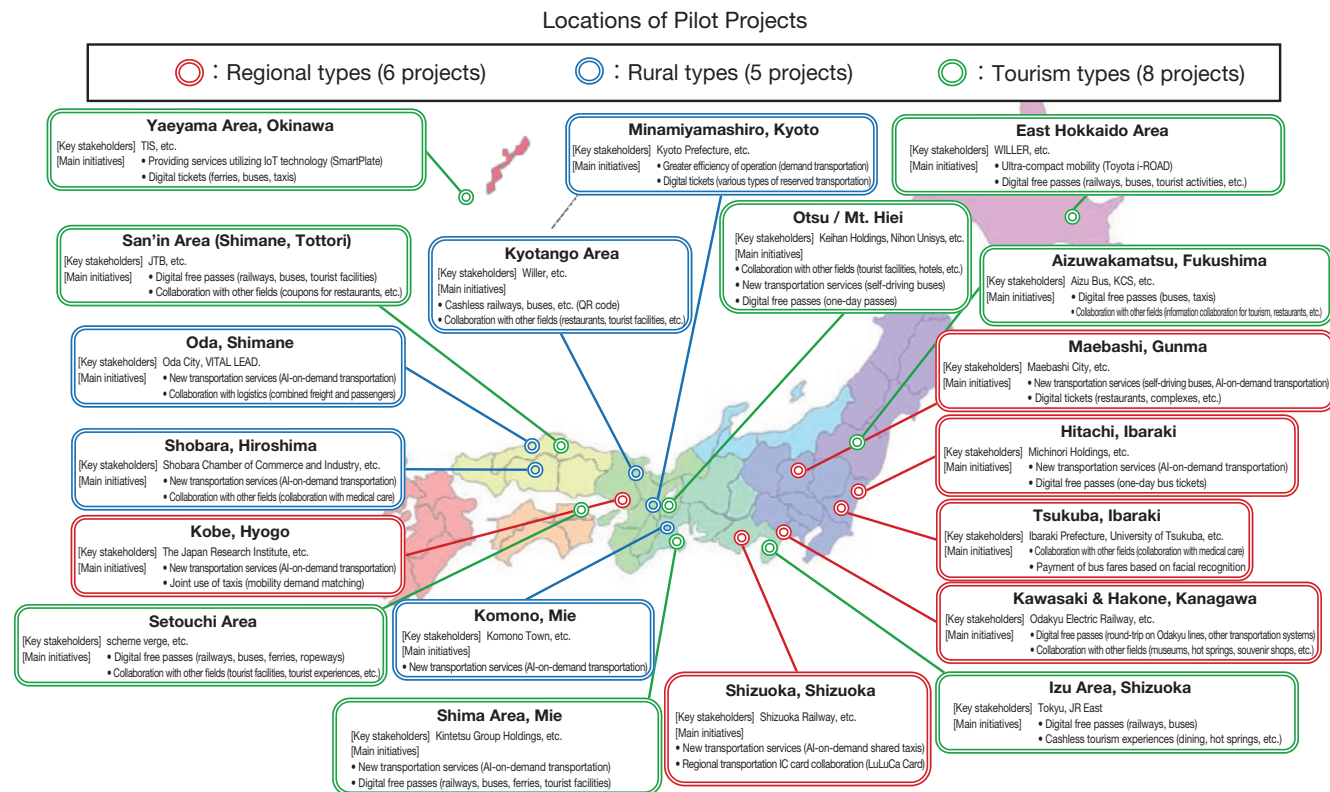 Locations of Pilot Projects
: Regional types (6 projects)
: Rural types (5 projects)
: Tourism types (8 projects)
Yaeyama Area, Okinawa
[Key stakeholders] TIS, etc.
[Main initiatives] • Providing services utilizing IoT technology (SmartPlate)
• Digital tickets (ferries, buses, taxis)
Minamiyamashiro, Kyoto
[Key stakeholders] Kyoto Prefecture, etc.
[Main initiatives] • Greater efficiency of operation (demand transportation)
• Digital tickets (various types of reserved transportation)
East Hokkaido Area
[Key stakeholders] WILLER, etc.
[Main initiatives] • Ultra-compact mobility (Toyota i-ROAD)
• Digital free passes (railways, buses, tourist activities, etc.)
San'in Area (Shimane, Tottori)
[Key stakeholders] JTB, etc.
[Main initiatives] • Digital free passes (railways, buses, tourist facilities)
• Collaboration with other fields (coupons for restaurants, etc.)
Kyotango Area
[Key stakeholders] Willer, etc.
[Main initiatives]
• Cashless railways, buses, etc. (QR code)
• Collaboration with other fields (restaurants, tourist facilities, etc.)
Otsu / Mt. Hiei
[Key stakeholders] Keihan Holdings, Nihon Unisys, etc.
[Main initiatives]
• Collaboration with other fields (tourist facilities, hotels, etc.)
• New transportation services (self-driving buses)
• Digital free passes (one-day passes)
Aizuwakamatsu, Fukushima
[Key stakeholders] Aizu Bus, KCS, etc.
[Main initiatives] • Digital free passes (buses, taxis)
• Collaboration with other fields (information collaboration for tourism, restaurants, etc.)
Oda, Shimane
[Key stakeholders] Oda City, VITAL LEAD.
[Main initiatives] • New transportation services (AI-on-demand transportation)
• Collaboration with logistics (combined freight and passengers)
Maebashi, Gunma
[Key stakeholders] Maebashi City, etc.
[Main initiatives] • New transportation services (self-driving buses, AI-on-demand transportation)
• Digital tickets (restaurants, complexes, etc.)
Shobara, Hiroshima
[Key stakeholders] Shobara Chamber of Commerce and Industry, etc.
[Main initiatives] • New transportation services (AI-on-demand transportation)
• Collaboration with other fields (collaboration with medical care)
Hitachi, Ibaraki
[Key stakeholders] Michinori Holdings, etc.
[Main initiatives] • New transportation services (AI-on-demand transportation)
• Digital free passes (one-day bus tickets)
Kobe, Hyogo
[Key stakeholders] The Japan Research Institute, etc.
[Main initiatives] • New transportation services (AI-on-demand transportation)
• Joint use of taxis (mobility demand matching)
Tsukuba, Ibaraki
[Key stakeholders] Ibaraki Prefecture, University of Tsukuba, etc.
[Main initiatives] • Collaboration with other fields (collaboration with medical care)
• Payment of bus fares based on facial recognition
Setouchi Area
[Key stakeholders] scheme verge, etc.
[Main initiatives] • Digital free passes (railways, buses, ferries, ropeways)
• Collaboration with other fields (tourist facilities, tourist experiences, etc.)
Komono, Mie
[Key stakeholders] Komono Town, etc.
[Main initiatives]
• New transportation services (AI-on-demand transportation)
Kawasaki & Hakone, Kanagawa
[Key stakeholders] Odakyu Electric Railway, etc.
[Main initiatives] • Digital free passes (round-trip on Odakyu lines, other transportation systems)
• Collaboration with other fields (museums, hot springs, souvenir shops, etc.)
Shima Area, Mie
[Key stakeholders] Kintetsu Group Holdings, etc.
[Main initiatives]
• New transportation services (AI-on-demand transportation)
• Digital free passes (railways, buses, ferries, tourist facilities)
Shizuoka, Shizuoka
[Key stakeholders] Shizuoka Railway, etc.
[Main initiatives]
• New transportation services (AI-on-demand shared taxis)
• Regional transportation IC card collaboration (LuLuCa Card)
Izu Area, Shizuoka
[Key stakeholders] Tokyu, JR East
[Main initiatives] • Digital free passes (railways, buses)
• Cashless tourism experiences (dining, hot springs, etc.)